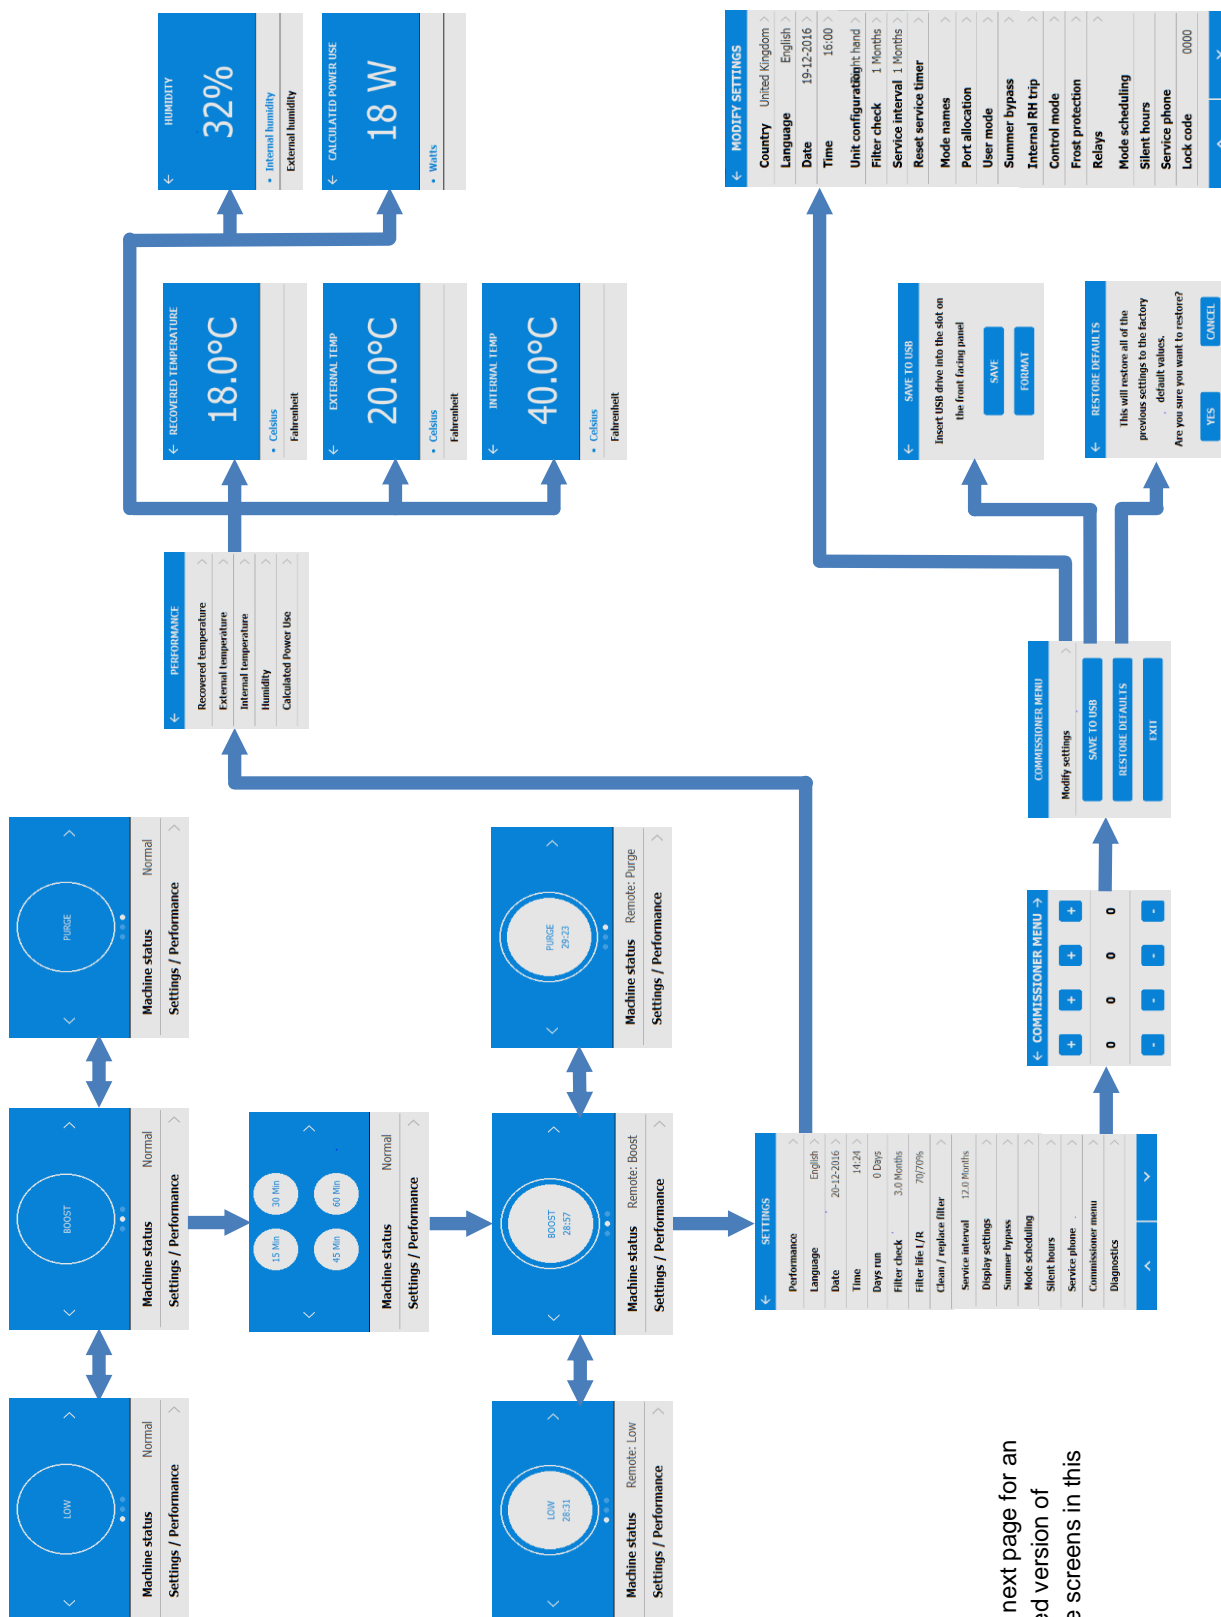 LOW
Machine status Normal
Settings / Performance
BOOST
Machine status Normal
Settings / Performance
PURGE
Machine status Normal
Settings / Performance
15 Min 30 Min
45 Min 60 Min
Machine status Normal
Settings / Performance
LOW
28:31
Machine status Remote: Low
Settings / Performance
BOOST
28:57
Machine status Remote: Boost
Settings / Performance
PURGE
29:23
Machine status Remote: Purge
Settings / Performance
← SETTINGS
Performance >
Language English >
Date 20-12-2016 >
Time 14:24 >
Days run 0 Days
Filter check 3.0 Months
Filter life L/R 70/70%
Clean / replace filter >
Service interval 12.0 Months
Display settings >
Summer bypass >
Mode scheduling >
Silent hours >
Service phone >
Commissioner menu >
Diagnostics >
← PERFORMANCE
Recovered temperature >
External temperature >
Internal temperature >
Humidity >
Calculated Power Use >
← RECOVERED TEMPERATURE
18.0°C
• Celsius
Fahrenheit
← EXTERNAL TEMP
20.0°C
• Celsius
Fahrenheit
← INTERNAL TEMP
40.0°C
• Celsius
Fahrenheit
← HUMIDITY
32%
• Internal humidity
External humidity
← CALCULATED POWER USE
18 W
• Watts
← COMMISSIONER MENU →
+ + + +
0 0 0 0
- - - -
COMMISSIONER MENU
Modify settings >
SAVE TO USB
RESTORE DEFAULTS
EXIT
← SAVE TO USB
Insert USB drive into the slot on
the front facing panel
SAVE
FORMAT
← RESTORE DEFAULTS
This will restore all of the
previous settings to the factory
default values.
Are you sure you want to restore?
YES CANCEL
← MODIFY SETTINGS
Country United Kingdom >
Language English >
Date 19-12-2016 >
Time 16:00 >
Unit configuration Right hand >
Filter check 1 Months >
Service interval 1 Months >
Reset service timer >
Mode names >
Port allocation >
User mode >
Summer bypass >
Internal RH trip >
Control mode >
Frost protection >
Relays >
Mode scheduling
Silent hours
Service phone
Lock code 0000
next page for an
ed version of
e screens in this